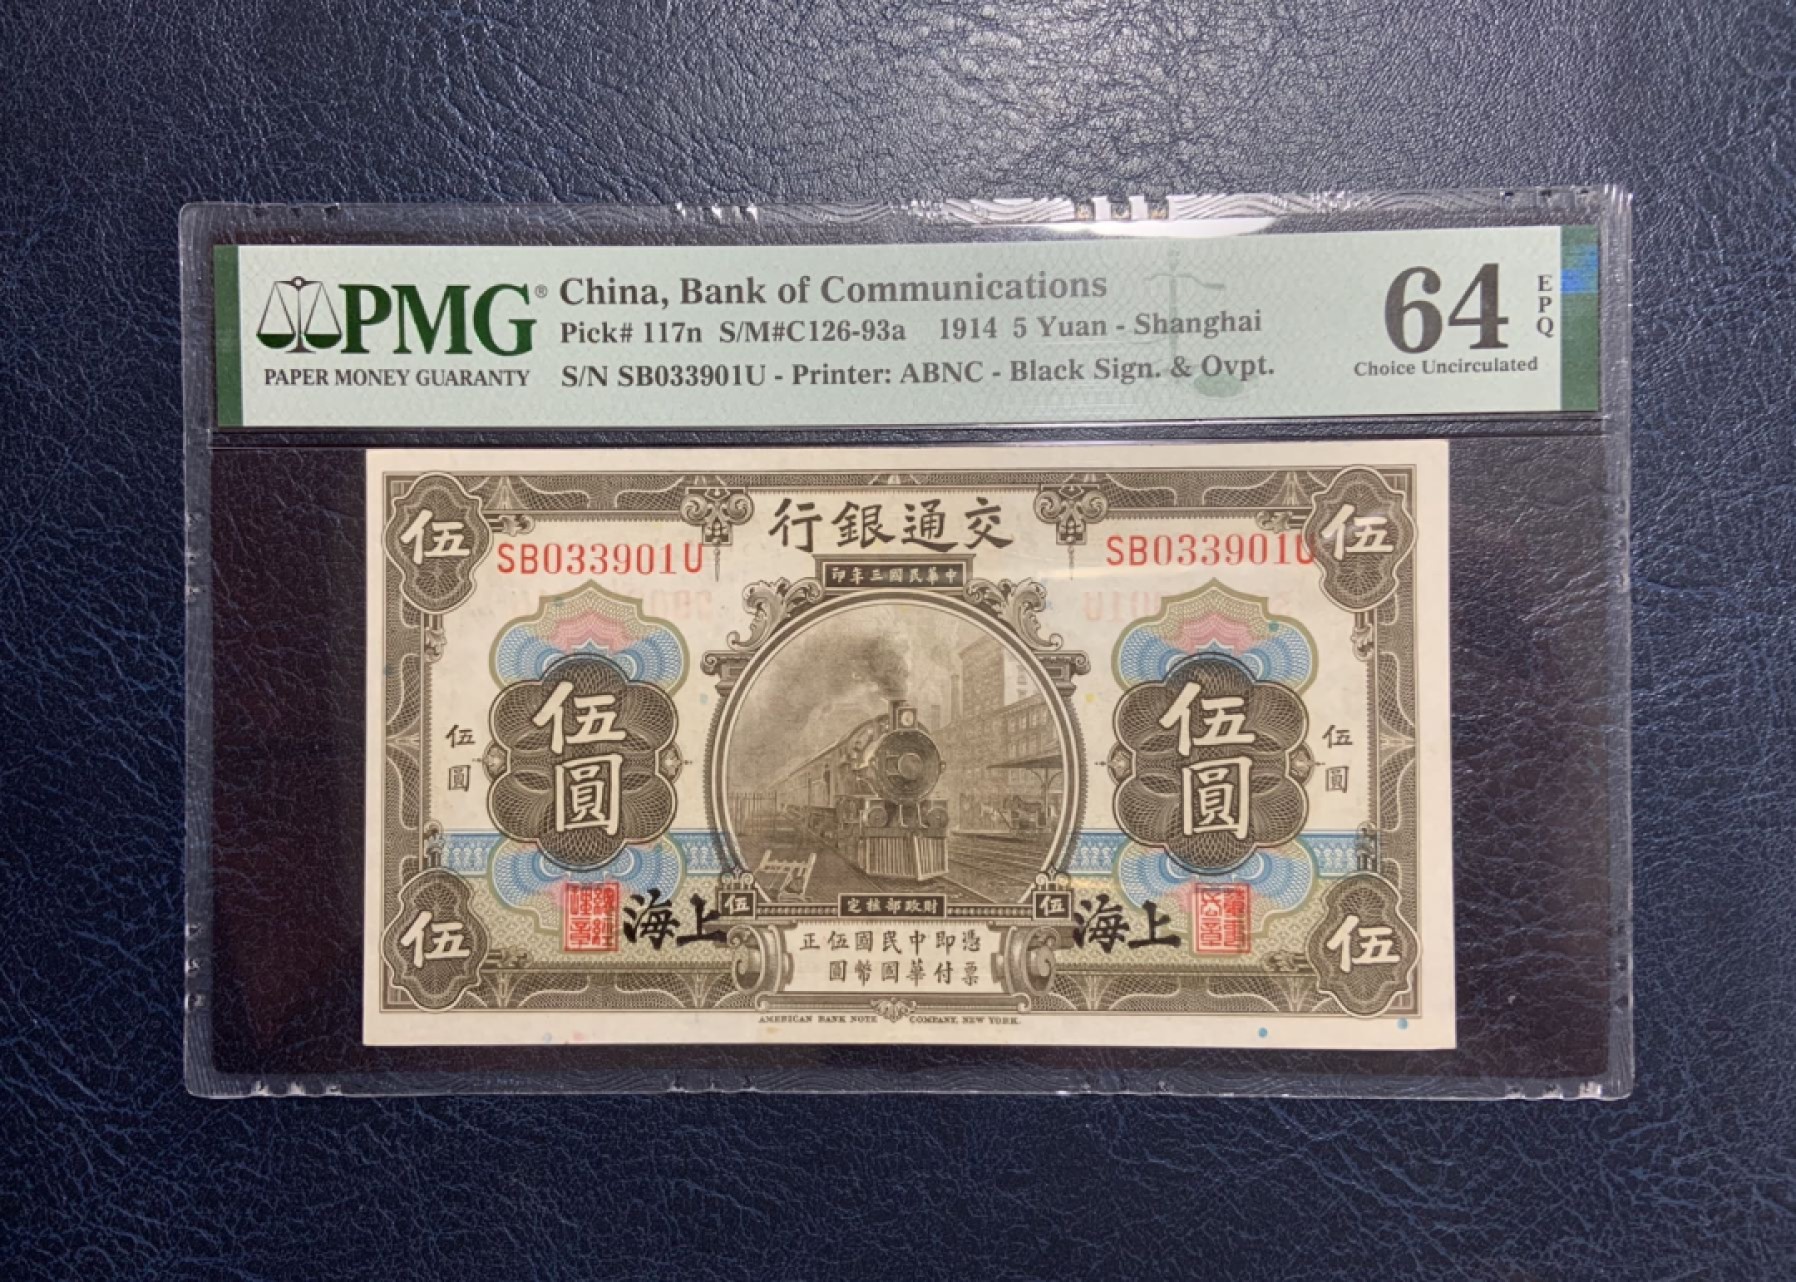 PMG®
PAPER MONEY GUARANTY
China, Bank of Communications
Pick# 117n S/M#C126-93a 1914 5 Yuan - Shanghai
S/N SB033901U - Printer: ABNC - Black Sign. & Ovpt.
64
EPQ
Choice Uncirculated
行銀通交
伍
伍
SB033901U
SB033901U
印年三國民華中
伍圓
伍圓
伍圓
伍圓
海上
海上
伍
伍
定核部政財
伍
伍
正伍國民中即憑
圓幣國華付票
AMERICAN BANK NOTE COMPANY, NEW YORK.